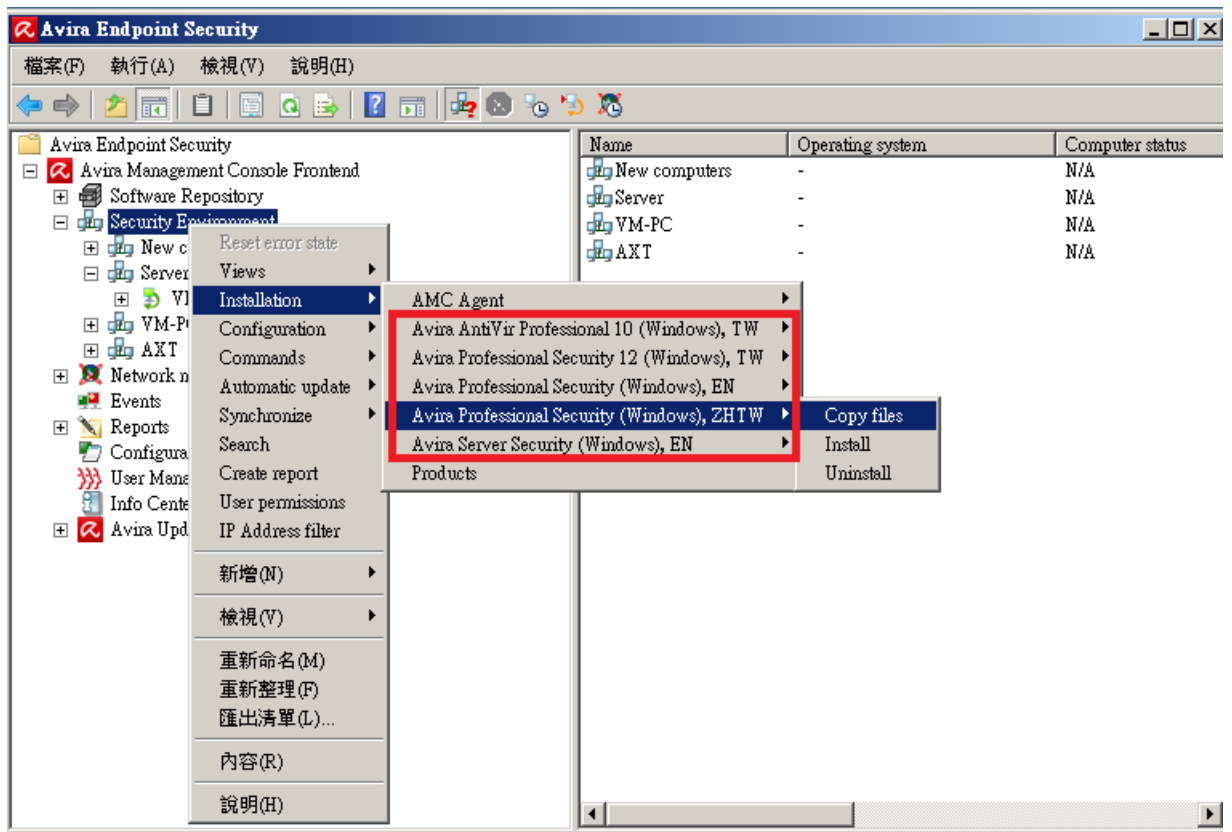 Avira Endpoint Security
檔案(F) 執行(A) 檢視(V) 說明(H)
Avira Endpoint Security
Avira Management Console Frontend
Software Repository
Security Environment
New c
Server
VM-P
AXT
Network n
Events
Reports
Configura
User Mana
Info Cente
Avira Upd
Name Operating system Computer status
New computers - N/A
Server - N/A
VM-PC - N/A
AXT - N/A
Reset error state
Views
Installation
Configuration
Commands
Automatic update
Synchronize
Search
Create report
User permissions
IP Address filter
新增(N)
檢視(V)
重新命名(M)
重新整理(F)
匯出清單(L)...
內容(R)
說明(H)
AMC Agent
Avira AntiVir Professional 10 (Windows), TW
Avira Professional Security 12 (Windows), TW
Avira Professional Security (Windows), EN
Avira Professional Security (Windows), ZHTW
Avira Server Security (Windows), EN
Products
Copy files
Install
Uninstall